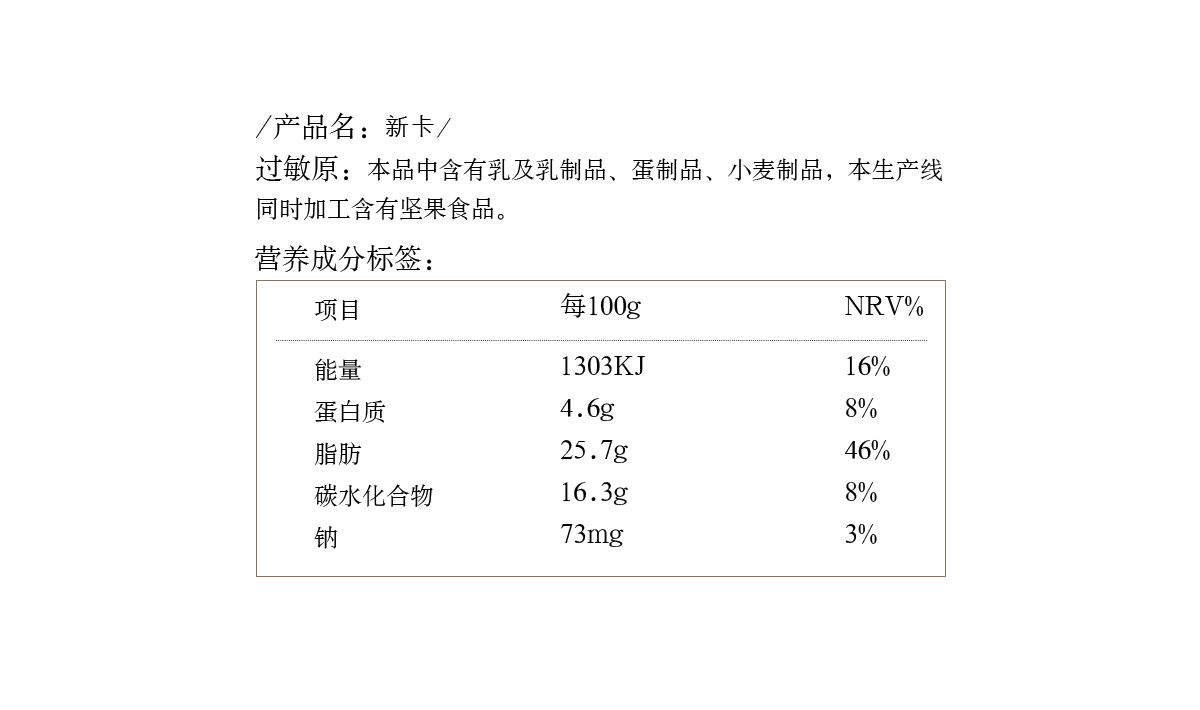 /产品名：新卡/
过敏原：本品中含有乳及乳制品、蛋制品、小麦制品，本生产线
同时加工含有坚果食品。
营养成分标签：
项目 每100g NRV%
能量 1303KJ 16%
蛋白质 4.6g 8%
脂肪 25.7g 46%
碳水化合物 16.3g 8%
钠 73mg 3%